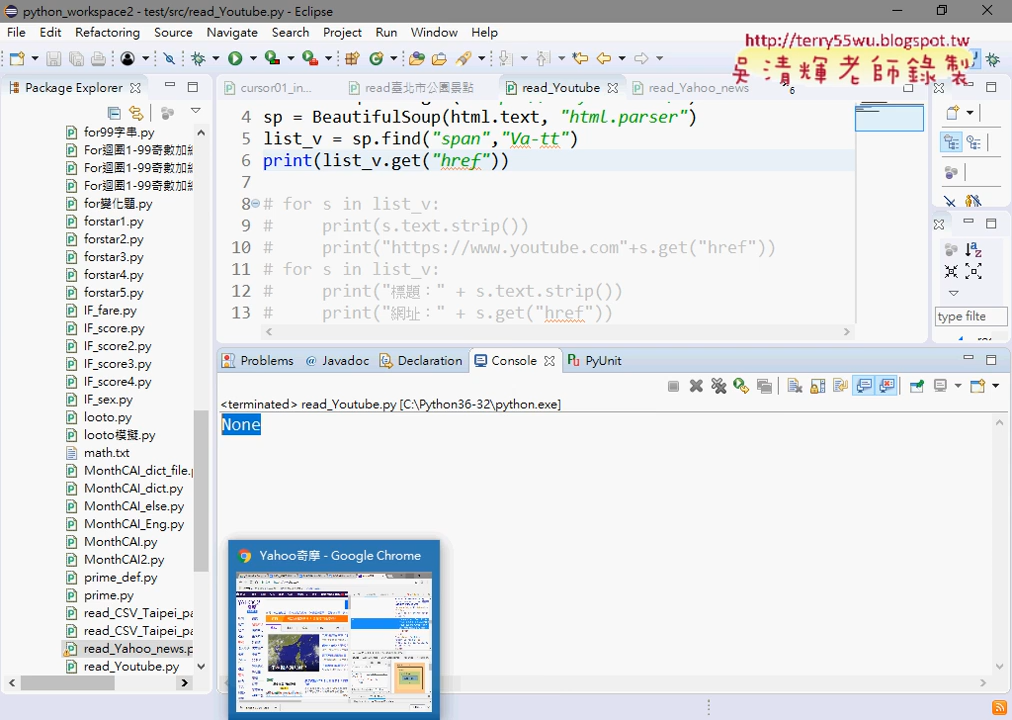 python_workspace2 - test/src/read_Youtube.py - Eclipse
File Edit Refactoring Source Navigate Search Project Run Window Help
http://terry55wu.blogspot.tw
吳清輝老師錄製
Package Explorer
cursor01_in...
read臺北市公園景點
read_Youtube
read_Yahoo_news
6
for99字串.py
For迴圈1-99奇數加總
For迴圈1-99奇數加
For迴圈1-99奇數加
for變化題.py
forstar1.py
forstar2.py
forstar3.py
forstar4.py
forstar5.py
IF_fare.py
IF_score.py
IF_score2.py
IF_score3.py
IF_score4.py
IF_sex.py
looto.py
looto模擬.py
math.txt
MonthCAI_dict_file.p
MonthCAI_dict.py
MonthCAI_else.py
MonthCAI_Eng.py
MonthCAI.py
MonthCAI2.py
prime_def.py
prime.py
read_CSV_Taipei_pa
read_CSV_Taipei_pa
read_Yahoo_news.p
read_Youtube.py
4 sp = BeautifulSoup(html.text, "html.parser")
5 list_v = sp.find("span","Va-tt")
6 print(list_v.get("href"))
7
8 # for s in list_v:
9 #     print(s.text.strip())
10 #     print("https://www.youtube.com"+s.get("href"))
11 # for s in list_v:
12 #     print("標題：" + s.text.strip())
13 #     print("網址：" + s.get("href"))
type filte
Problems @ Javadoc Declaration Console PyUnit
<terminated> read_Youtube.py [C:\Python36-32\python.exe]
None
Yahoo奇摩 - Google Chrome